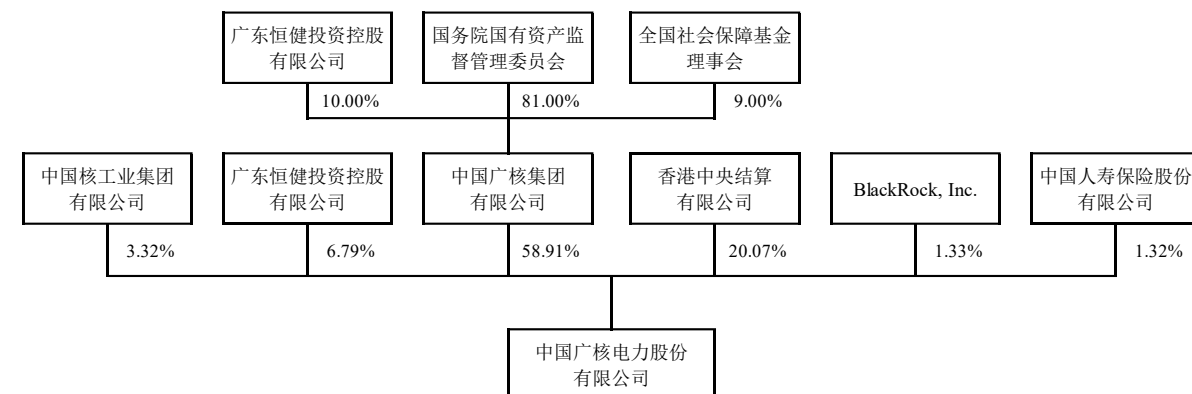 广东恒健投资控股
有限公司
国务院国有资产监
督管理委员会
全国社会保障基金
理事会
10.00%
81.00%
9.00%
中国核工业集团
有限公司
广东恒健投资控股
有限公司
中国广核集团
有限公司
香港中央结算
有限公司
BlackRock, Inc.
中国人寿保险股份
有限公司
3.32%
6.79%
58.91%
20.07%
1.33%
1.32%
中国广核电力股份
有限公司